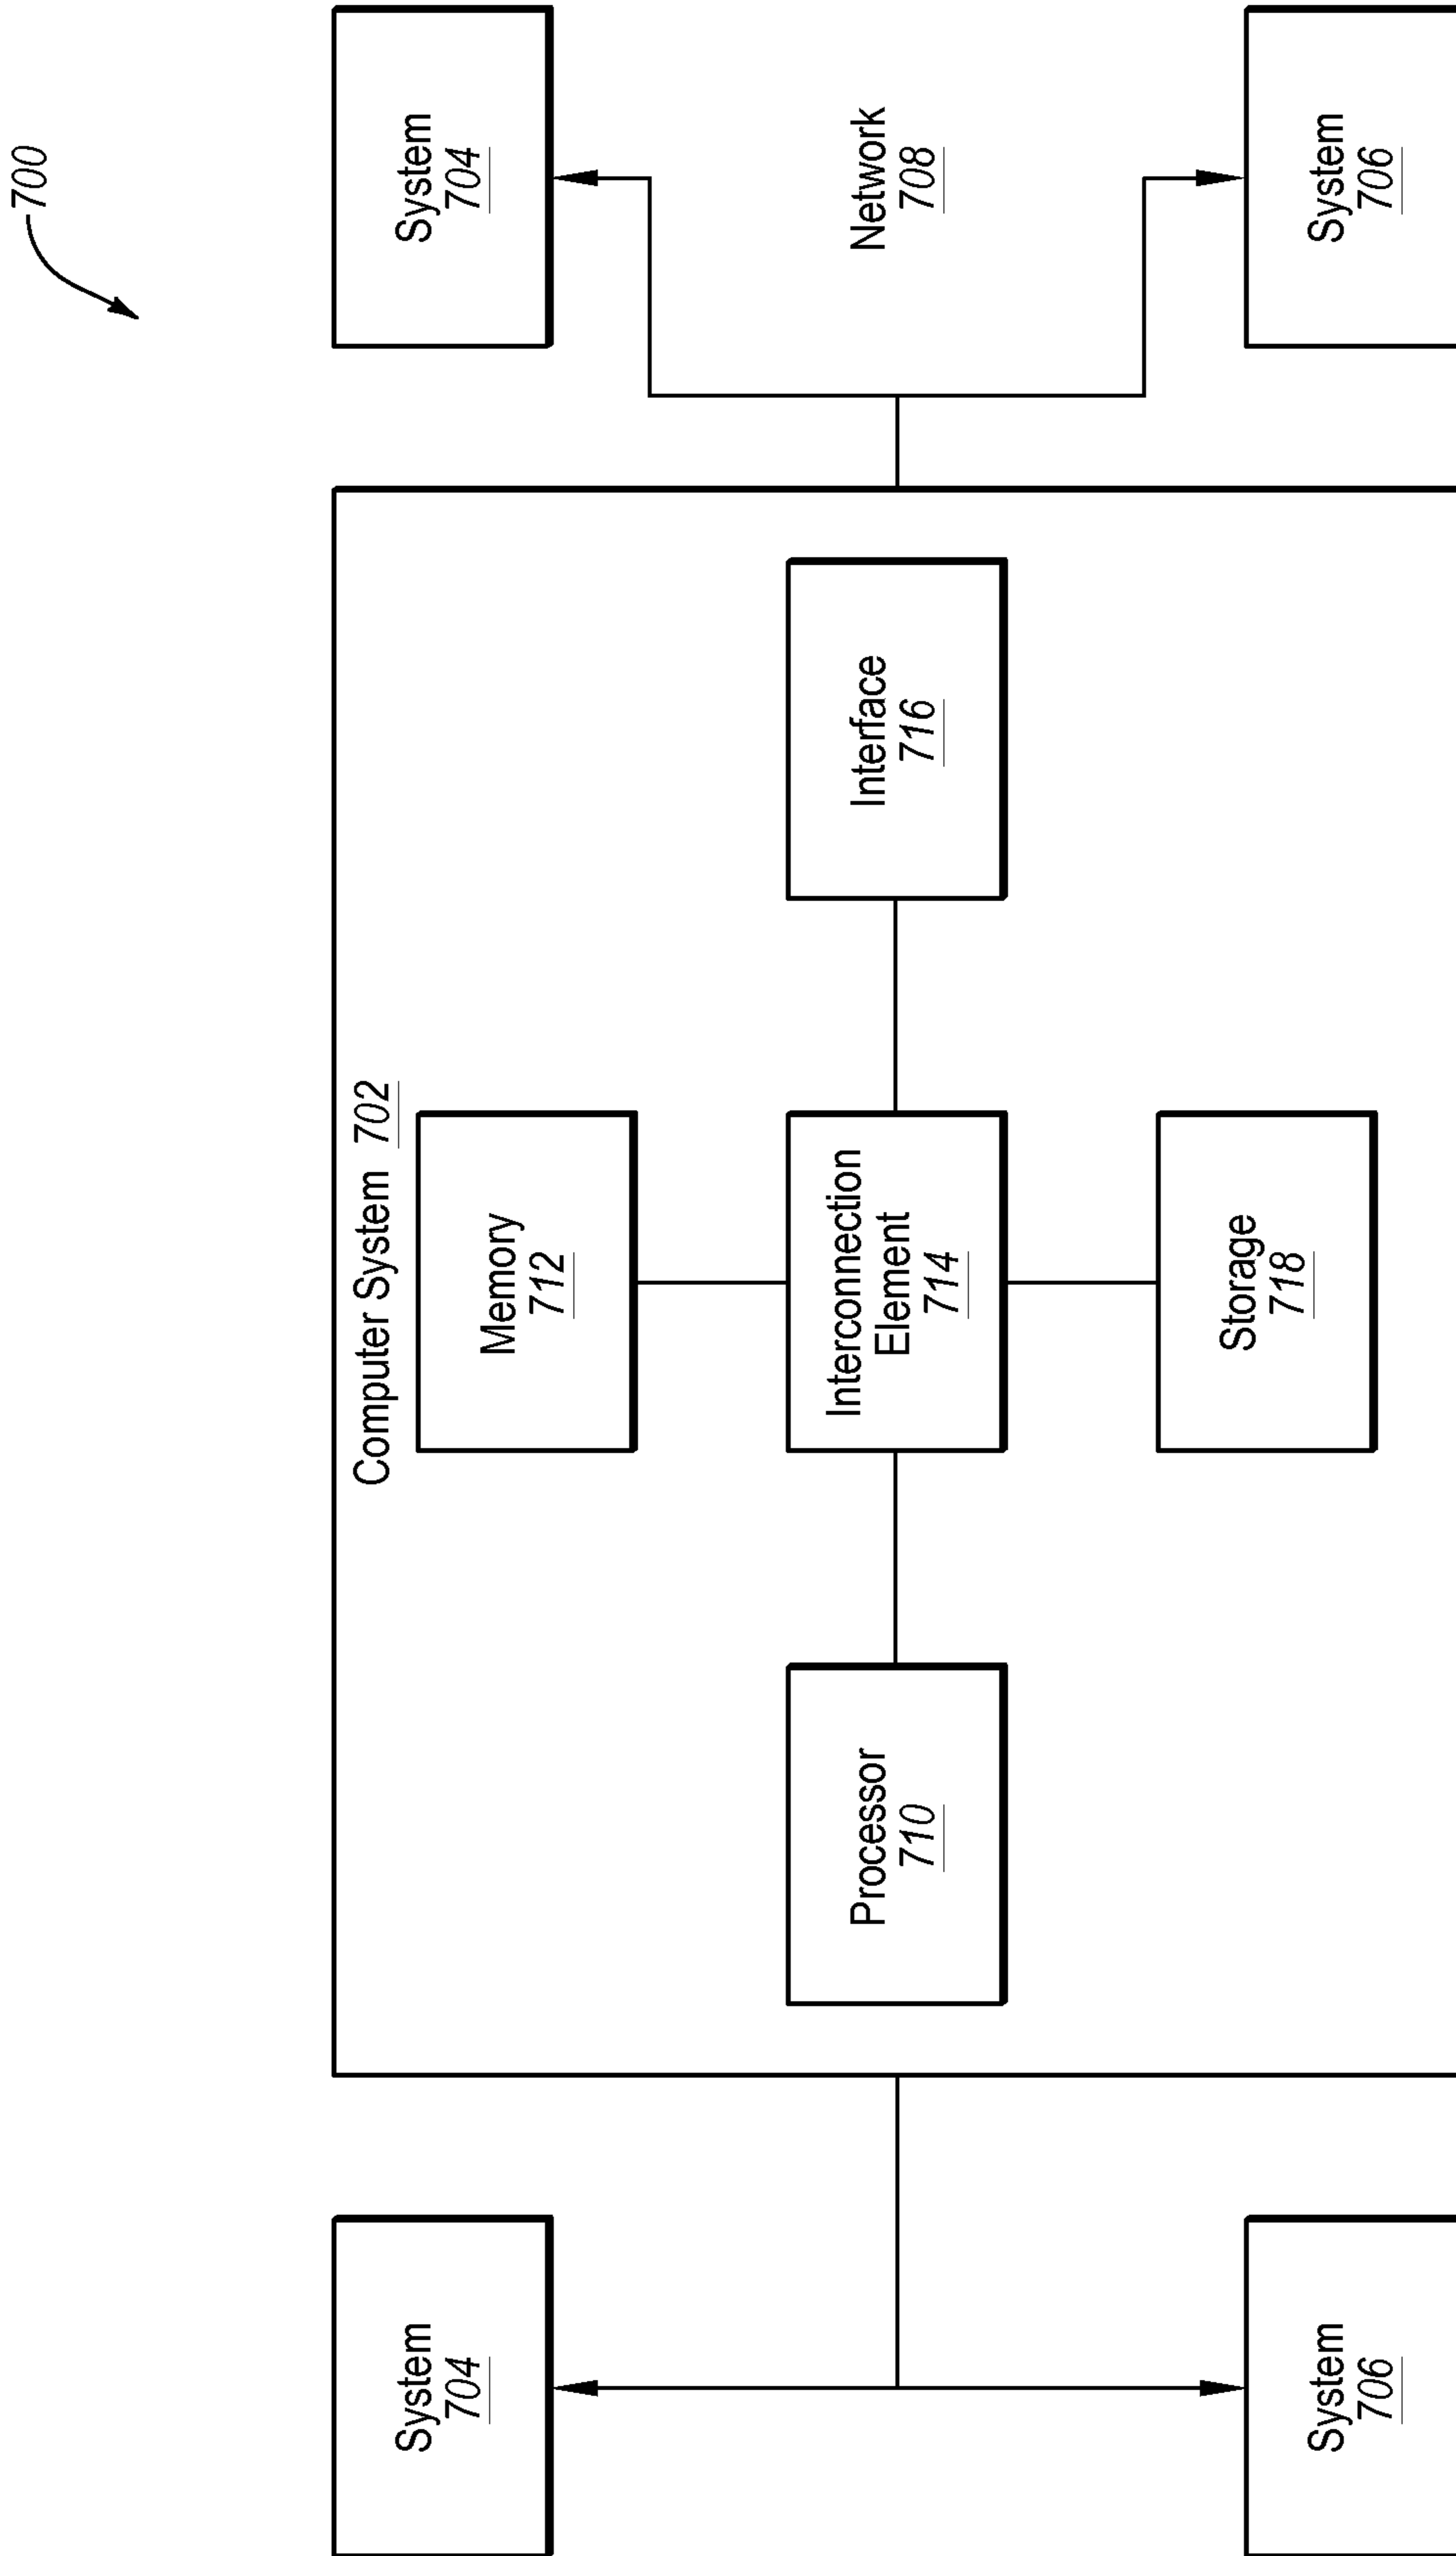 700
Computer System 702
System
704
System
704
Memory
712
Processor
710
Interconnection
Element
714
Interface
716
Network
708
Storage
718
System
706
System
706